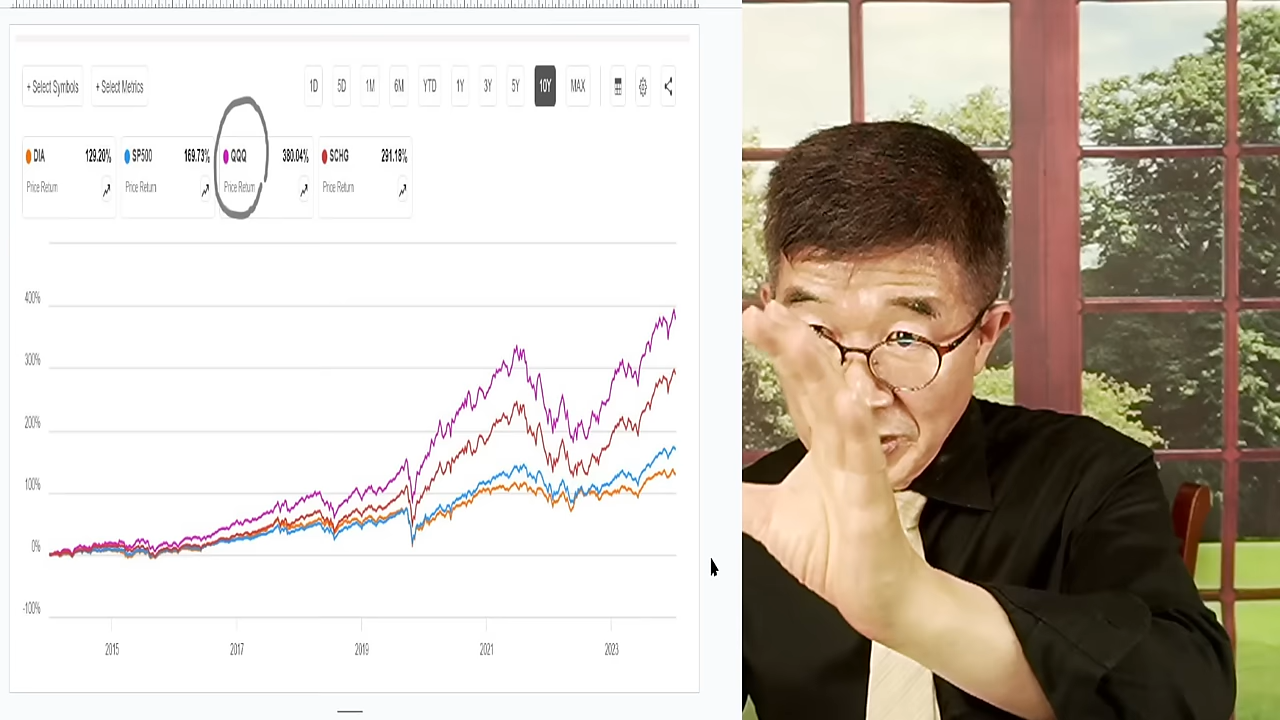 + Select Symbols + Select Metrics 1D 5D 1M 6M YTD 1Y 3Y 5Y 10Y MAX
DIA 129.20% SP500 169.73% QQQ 380.04% SCHG 291.18%
Price Return Price Return Price Return Price Return
400%
300%
200%
100%
0%
-100%
2015 2017 2019 2021 2023